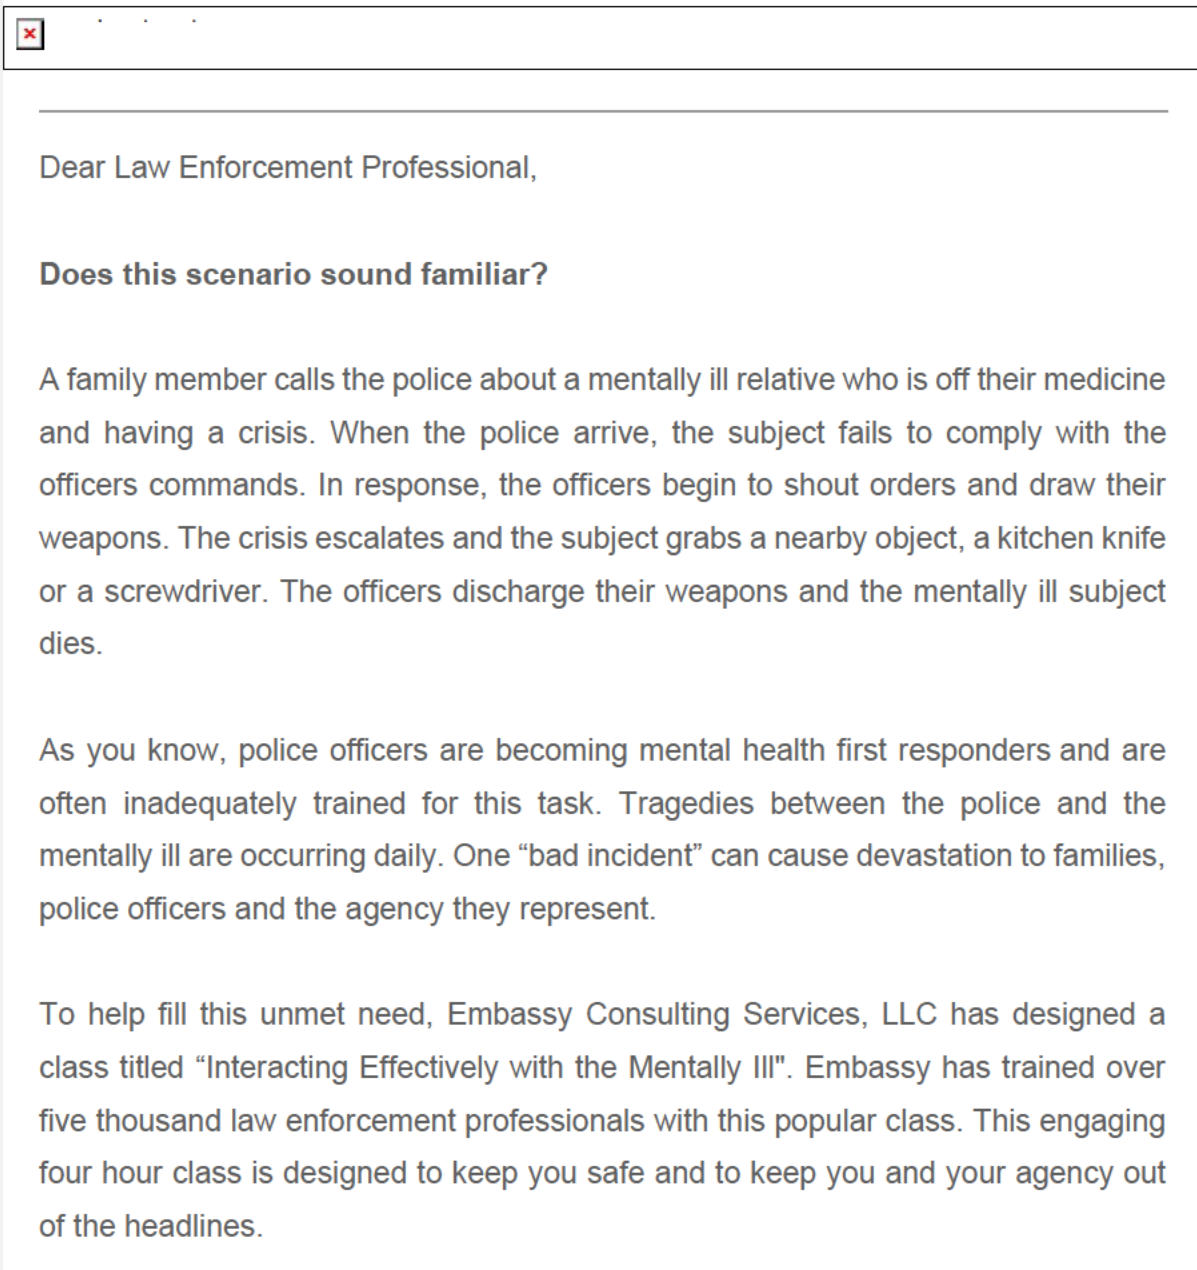 Dear Law Enforcement Professional,
Does this scenario sound familiar?
A family member calls the police about a mentally ill relative who is off their medicine
and having a crisis. When the police arrive, the subject fails to comply with the
officers commands. In response, the officers begin to shout orders and draw their
weapons. The crisis escalates and the subject grabs a nearby object, a kitchen knife
or a screwdriver. The officers discharge their weapons and the mentally ill subject
dies.
As you know, police officers are becoming mental health first responders and are
often inadequately trained for this task. Tragedies between the police and the
mentally ill are occurring daily. One “bad incident” can cause devastation to families,
police officers and the agency they represent.
To help fill this unmet need, Embassy Consulting Services, LLC has designed a
class titled “Interacting Effectively with the Mentally Ill". Embassy has trained over
five thousand law enforcement professionals with this popular class. This engaging
four hour class is designed to keep you safe and to keep you and your agency out
of the headlines.